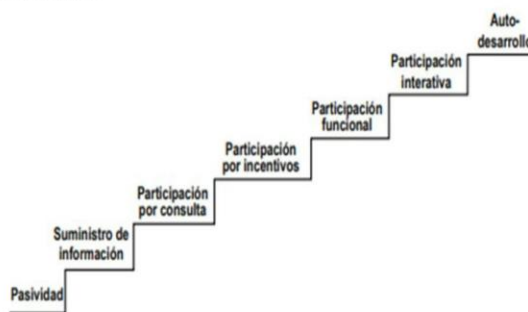 Auto-
desarrollo
Participación
interativa
Participación
funcional
Participación
por incentivos
Participación
por consulta
Suministro de
información
Pasividad